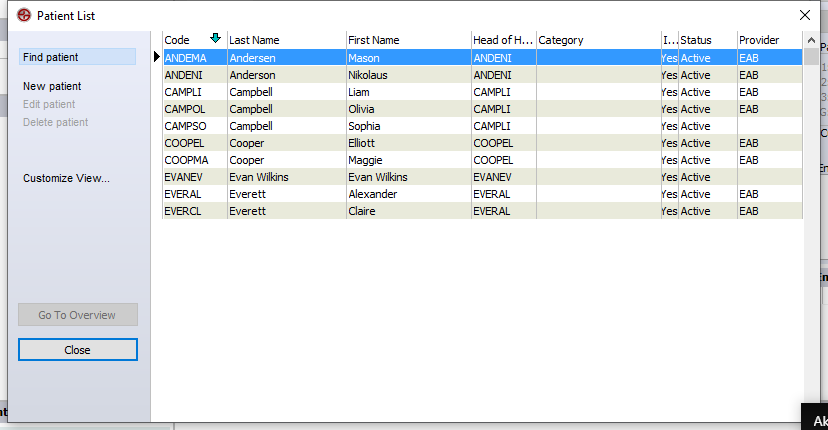 Patient List
Find patient
New patient
Edit patient
Delete patient
Customize View...
Go To Overview
Close
Code Last Name First Name Head of H... Category I... Status Provider
ANDEMA Andersen Mason ANDENI Yes Active EAB
ANDENI Anderson Nikolaus ANDENI Yes Active EAB
CAMPLI Campbell Liam CAMPLI Yes Active EAB
CAMPOL Campbell Olivia CAMPLI Yes Active EAB
CAMPSO Campbell Sophia CAMPLI Yes Active
COOPEL Cooper Elliott COOPEL Yes Active EAB
COOPMA Cooper Maggie COOPEL Yes Active EAB
EVANEV Evan Wilkins Evan Wilkins EVANEV Yes Active
EVERAL Everett Alexander EVERAL Yes Active EAB
EVERCL Everett Claire EVERAL Yes Active EAB
Ak